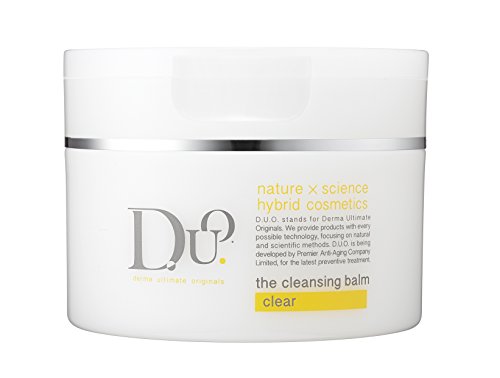 D.U.O.
derma ultimate originals
nature × science
hybrid cosmetics
D.U.O. stands for Derma Ultimate
Originals. We provide products with every
possible technology, focusing on natural
and scientific methods. D.U.O. is being
developed by Premier Anti-Aging Company
Limited, for the latest preventive treatment.
the cleansing balm
clear